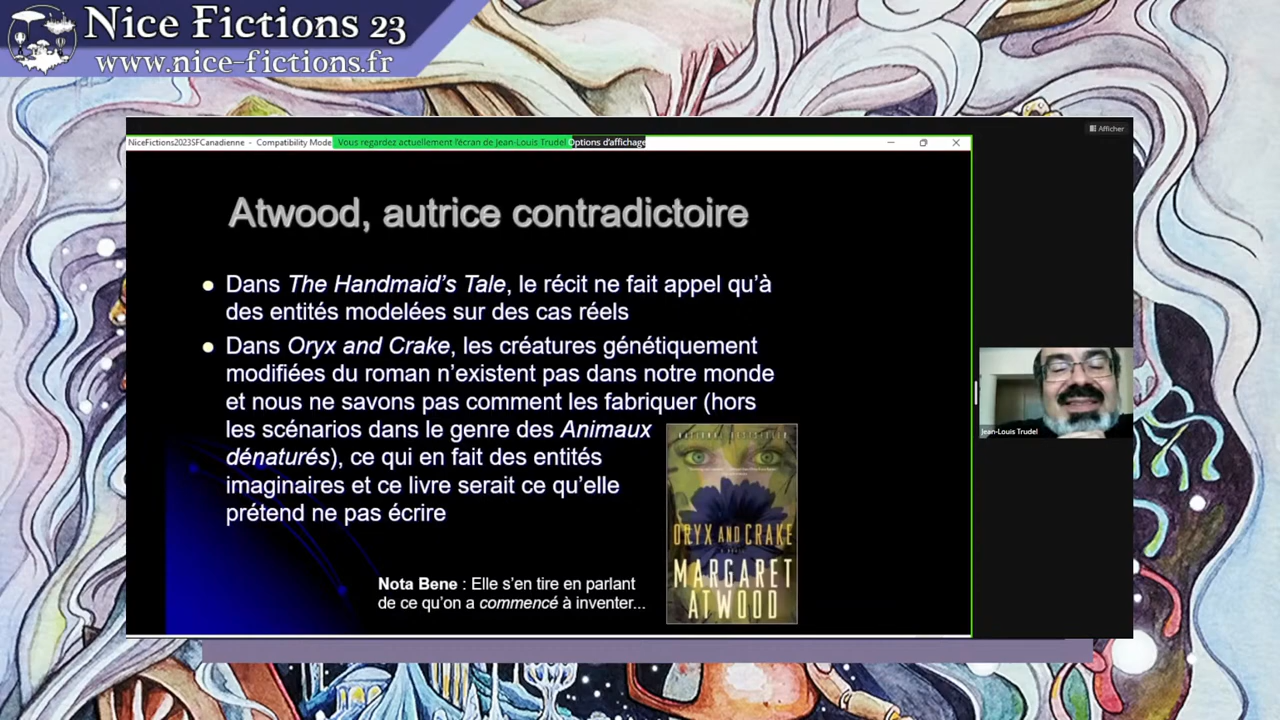 Nice Fictions 23
www.nice-fictions.fr
Afficher
NiceFictions2023SFCanadienne - Compatibility Mode
Vous regardez actuellement l'écran de Jean-Louis Trudel
Options d'affichage
Atwood, autrice contradictoire
• Dans The Handmaid's Tale, le récit ne fait appel qu'à
des entités modelées sur des cas réels
• Dans Oryx and Crake, les créatures génétiquement
modifiées du roman n'existent pas dans notre monde
et nous ne savons pas comment les fabriquer (hors
les scénarios dans le genre des Animaux
dénaturés), ce qui en fait des entités
imaginaires et ce livre serait ce qu'elle
prétend ne pas écrire
Nota Bene : Elle s'en tire en parlant
de ce qu'on a commencé à inventer...
NATIONAL BESTSELLER
ORYX AND CRAKE
MARGARET
ATWOOD
Jean-Louis Trudel